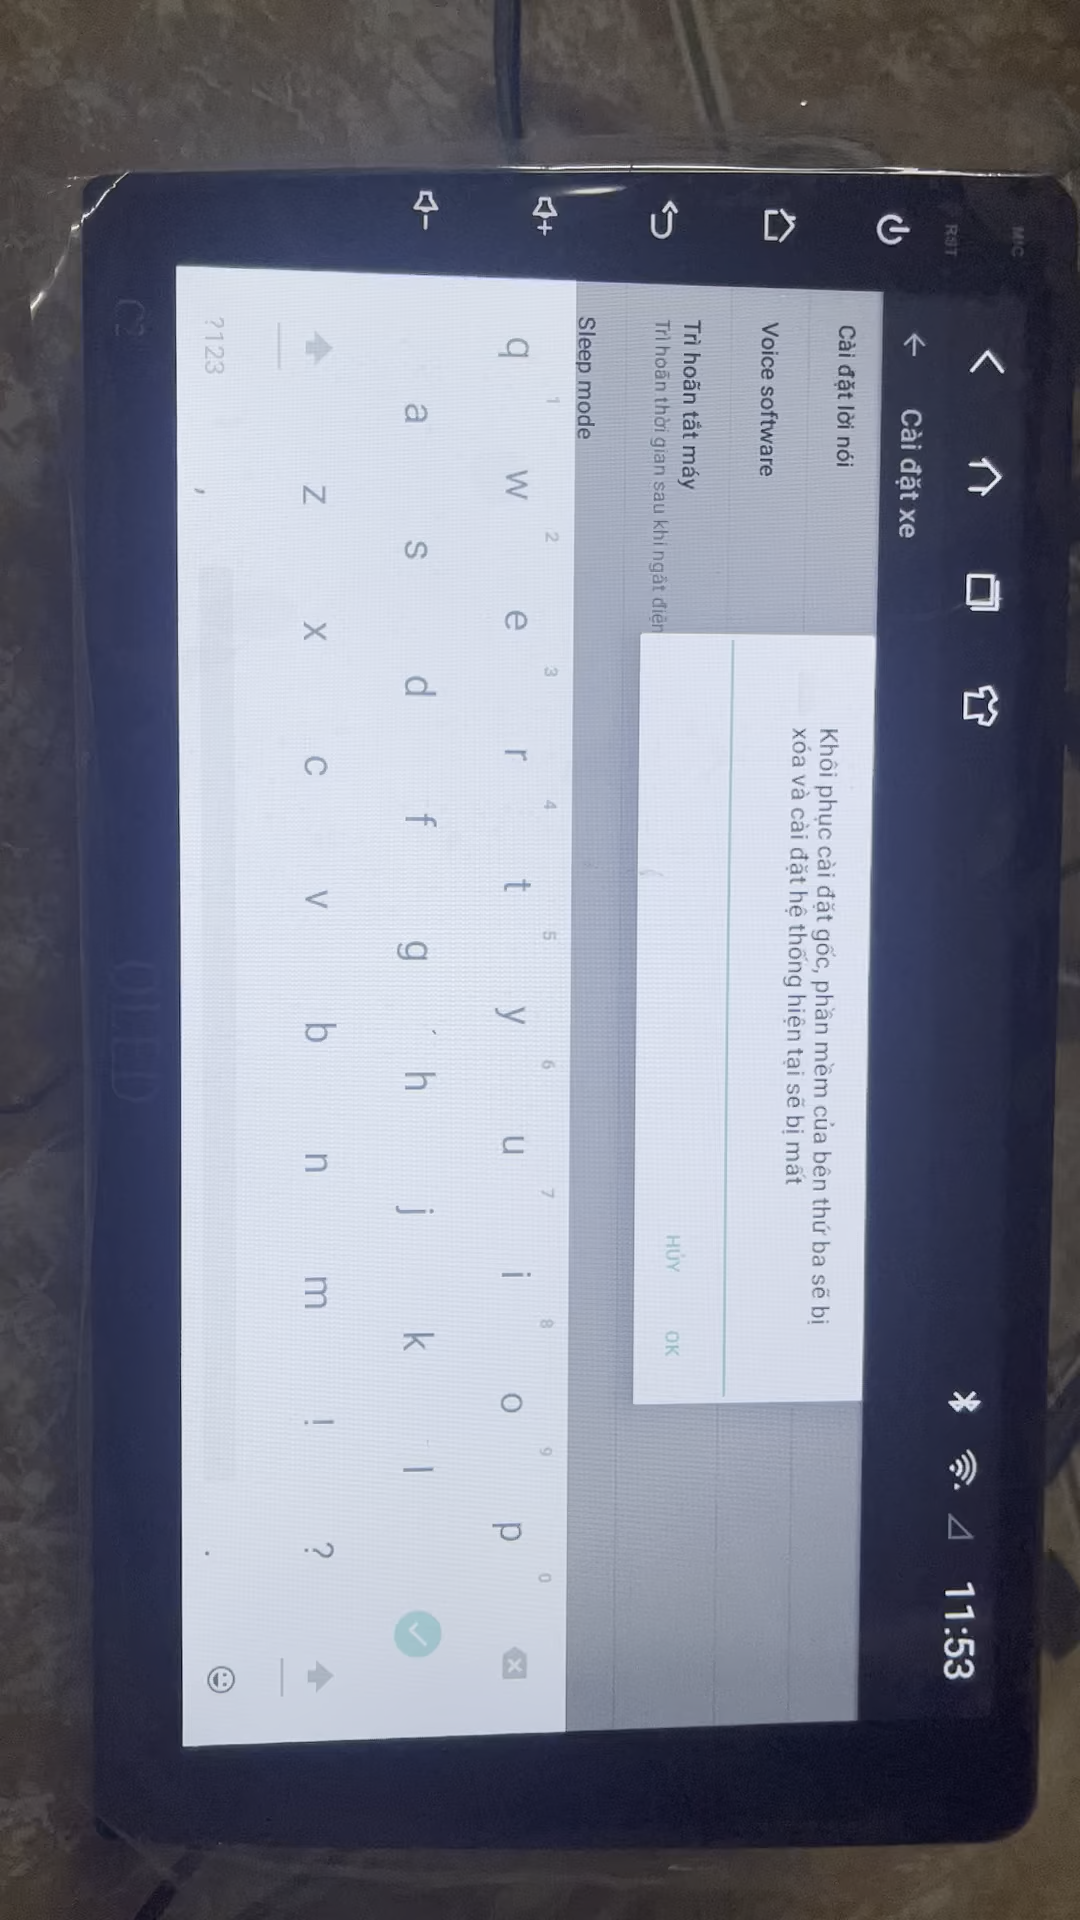 MIC
RST
11:53
Cài đặt xe
Cài đặt lời nói
Voice software
Trì hoãn tắt máy
Trì hoãn thời gian sau khi ngắt điện
Sleep mode
Khôi phục cài đặt gốc, phần mềm của bên thứ ba sẽ bị
xóa và cài đặt hệ thống hiện tại sẽ bị mất
HỦY OK
1 2 3 4 5 6 7 8 9 0
q w e r t y u i o p
a s d f g h j k l
z x c v b n m ! ?
?123 , .